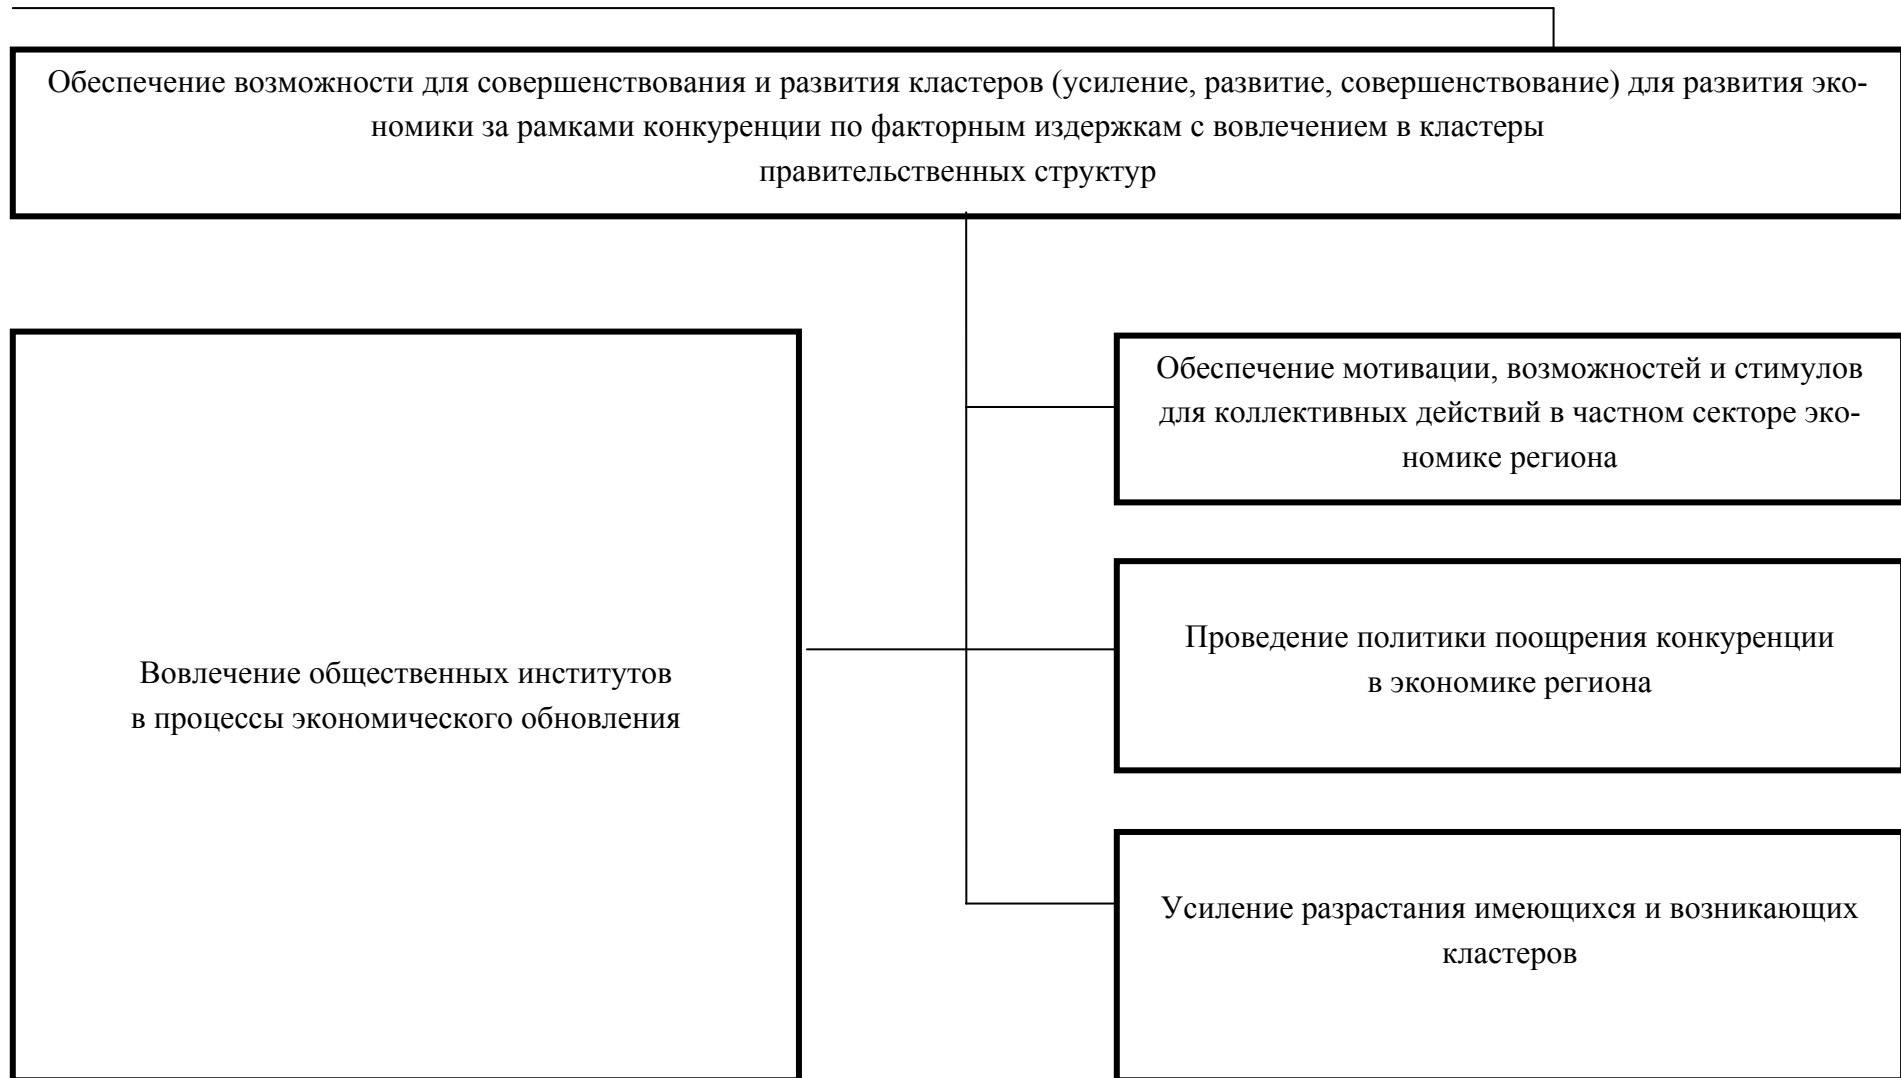 Обеспечение возможности для совершенствования и развития кластеров (усиление, развитие, совершенствование) для развития эко-
номики за рамками конкуренции по факторным издержкам с вовлечением в кластеры
правительственных структур
Вовлечение общественных институтов
в процессы экономического обновления
Обеспечение мотивации, возможностей и стимулов
для коллективных действий в частном секторе эко-
номике региона
Проведение политики поощрения конкуренции
в экономике региона
Усиление разрастания имеющихся и возникающих
кластеров